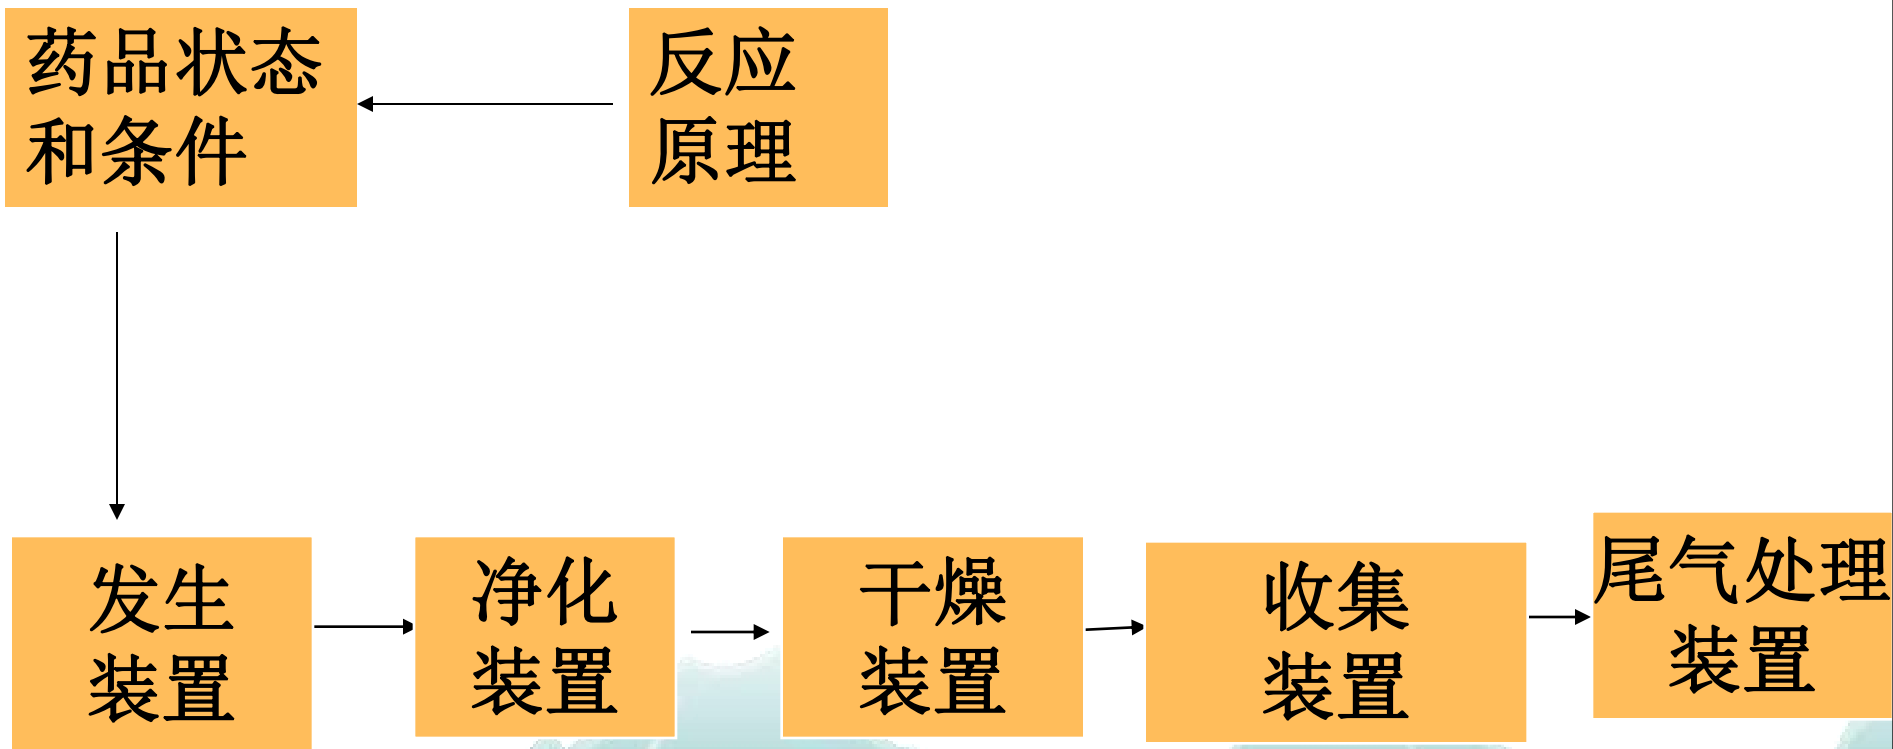 药品状态
和条件
反应
原理
发生
装置
净化
装置
干燥
装置
收集
装置
尾气处理
装置